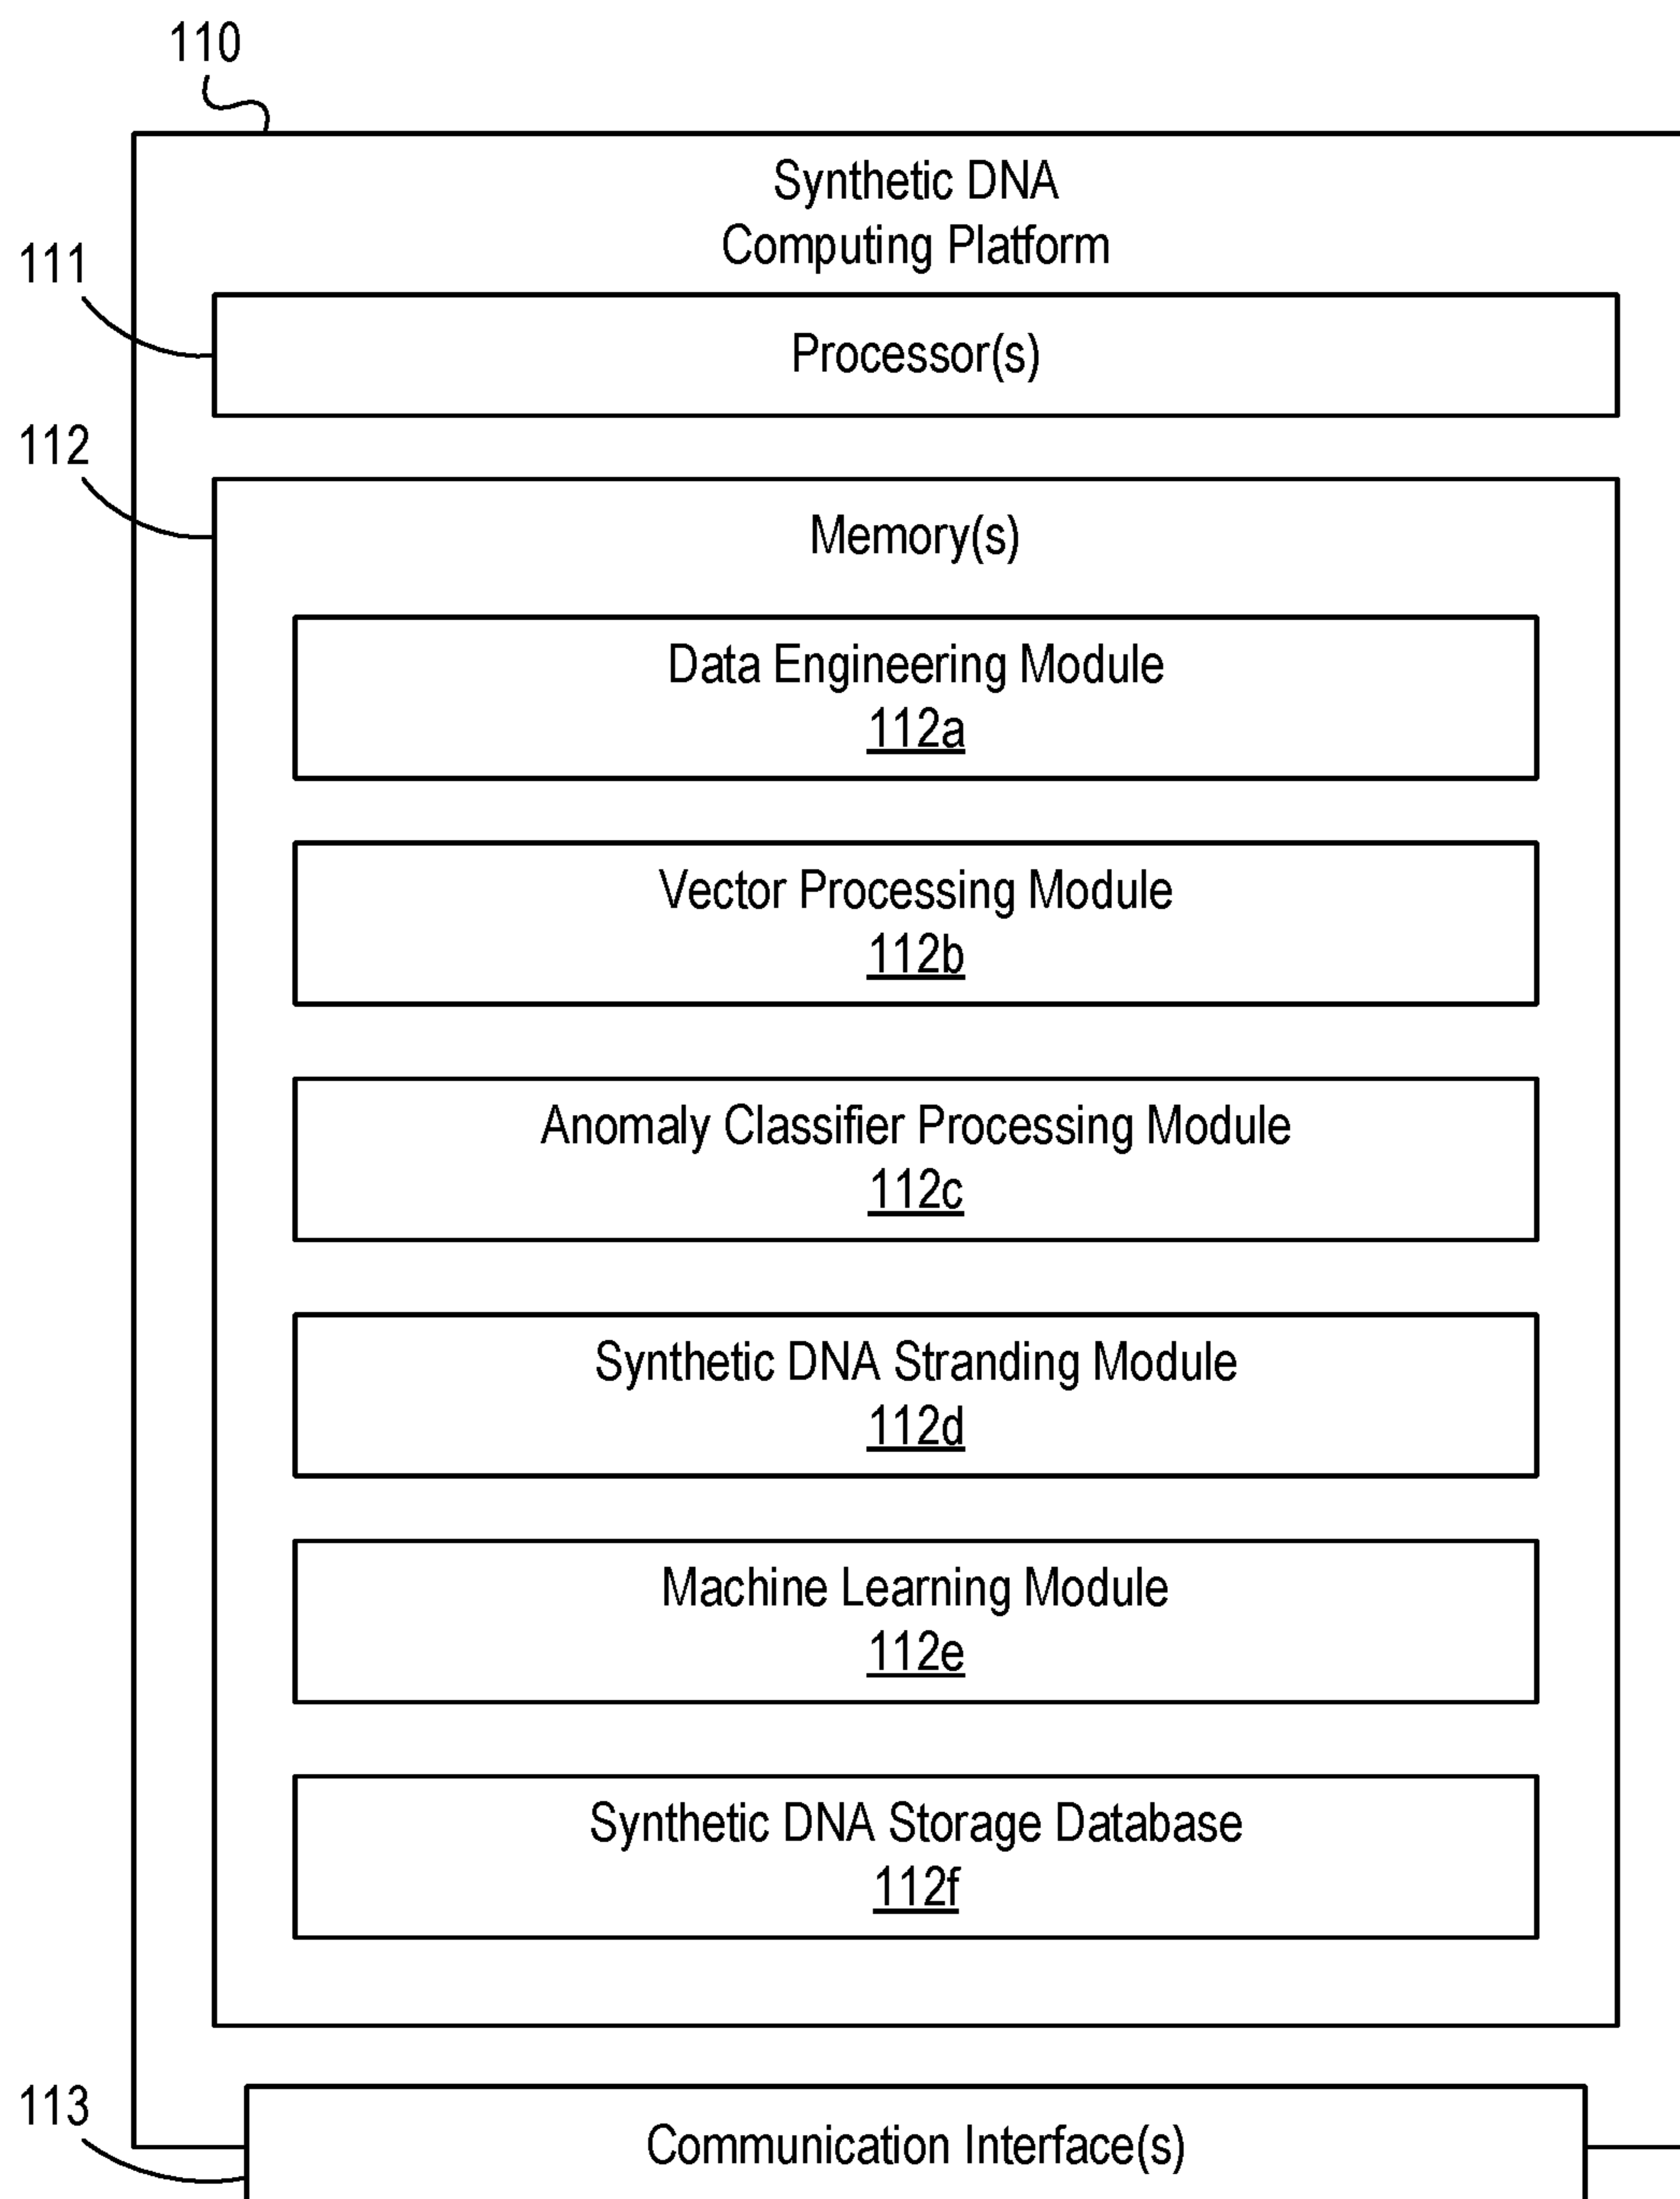 110
Synthetic DNA
Computing Platform
111
Processor(s)
112
Memory(s)
Data Engineering Module
112a
Vector Processing Module
112b
Anomaly Classifier Processing Module
112c
Synthetic DNA Stranding Module
112d
Machine Learning Module
112e
Synthetic DNA Storage Database
112f
113
Communication Interface(s)